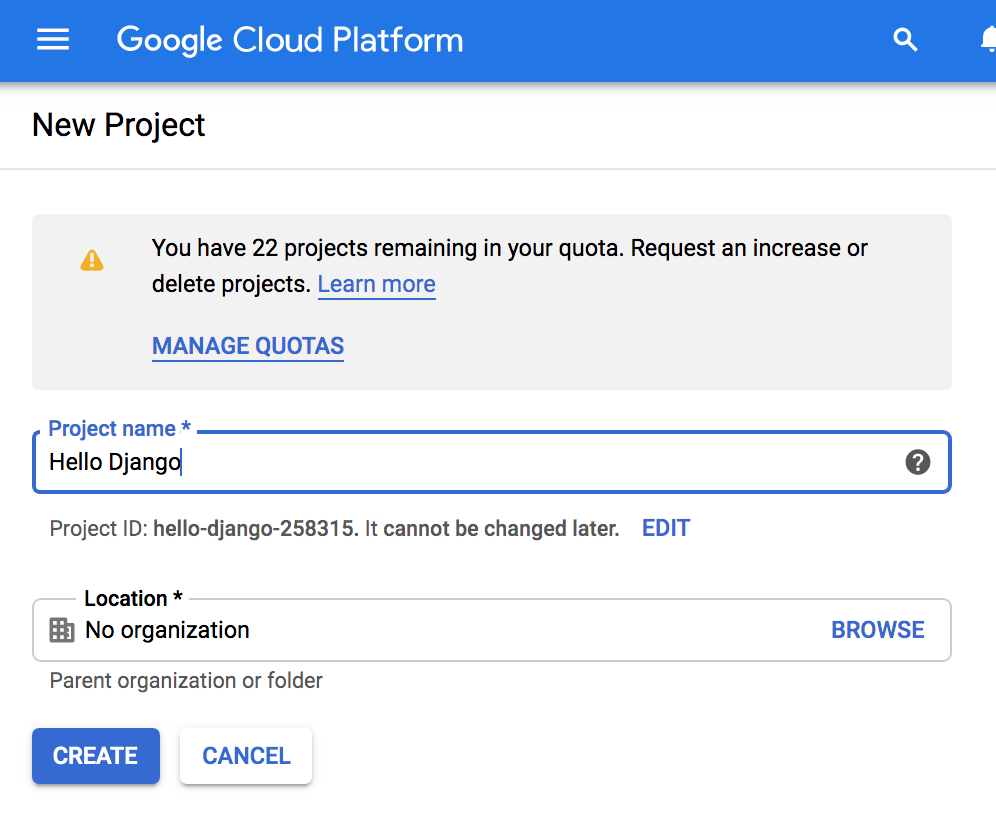 Google Cloud Platform
New Project
You have 22 projects remaining in your quota. Request an increase or
delete projects. Learn more
MANAGE QUOTAS
Project name *
Hello Django
Project ID: hello-django-258315. It cannot be changed later. EDIT
Location *
No organization BROWSE
Parent organization or folder
CREATE CANCEL